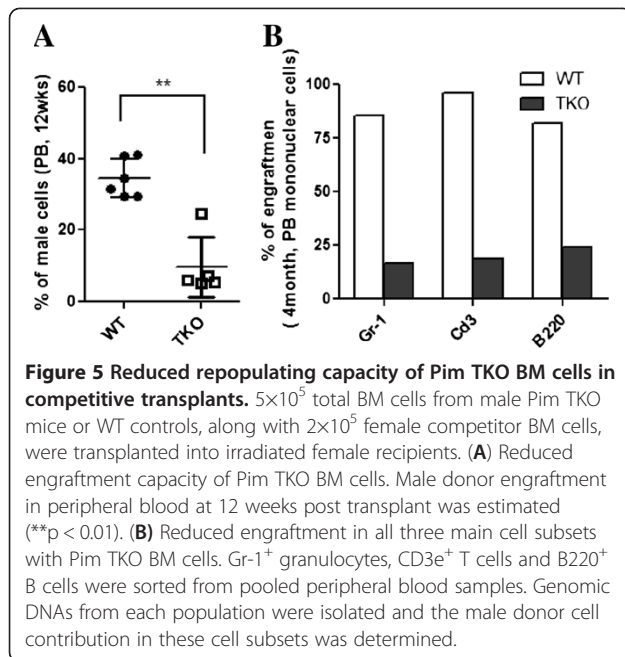 A
B
**
% of male cells (PB, 12wks)
60
40
20
0
WT
TKO
% of engraftmen
( 4month, PB mononuclear cells)
100
75
50
25
0
Gr-1
Cd3
B220
WT
TKO
Figure 5 Reduced repopulating capacity of Pim TKO BM cells in
competitive transplants. 5×10⁵ total BM cells from male Pim TKO
mice or WT controls, along with 2×10⁵ female competitor BM cells,
were transplanted into irradiated female recipients. (A) Reduced
engraftment capacity of Pim TKO BM cells. Male donor engraftment
in peripheral blood at 12 weeks post transplant was estimated
(**p < 0.01). (B) Reduced engraftment in all three main cell subsets
with Pim TKO BM cells. Gr-1⁺ granulocytes, CD3e⁺ T cells and B220⁺
B cells were sorted from pooled peripheral blood samples. Genomic
DNAs from each population were isolated and the male donor cell
contribution in these cell subsets was determined.